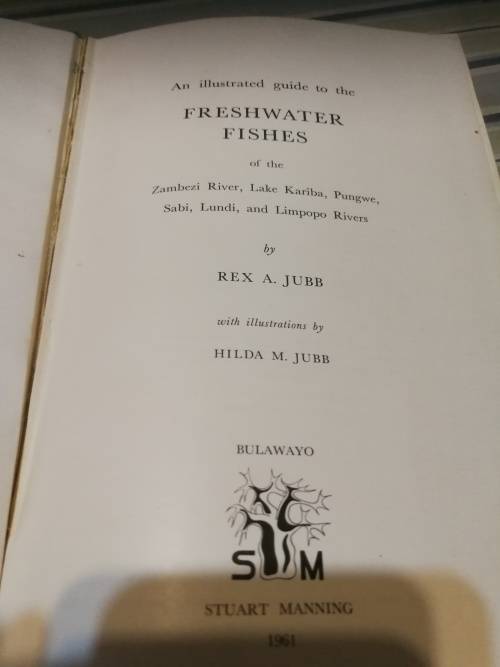 An illustrated guide to the
FRESHWATER
FISHES
of the
Zambezi River, Lake Kariba, Pungwe,
Sabi, Lundi, and Limpopo Rivers
by
REX A. JUBB
with illustrations by
HILDA M. JUBB
BULAWAYO
S M
STUART MANNING
1961